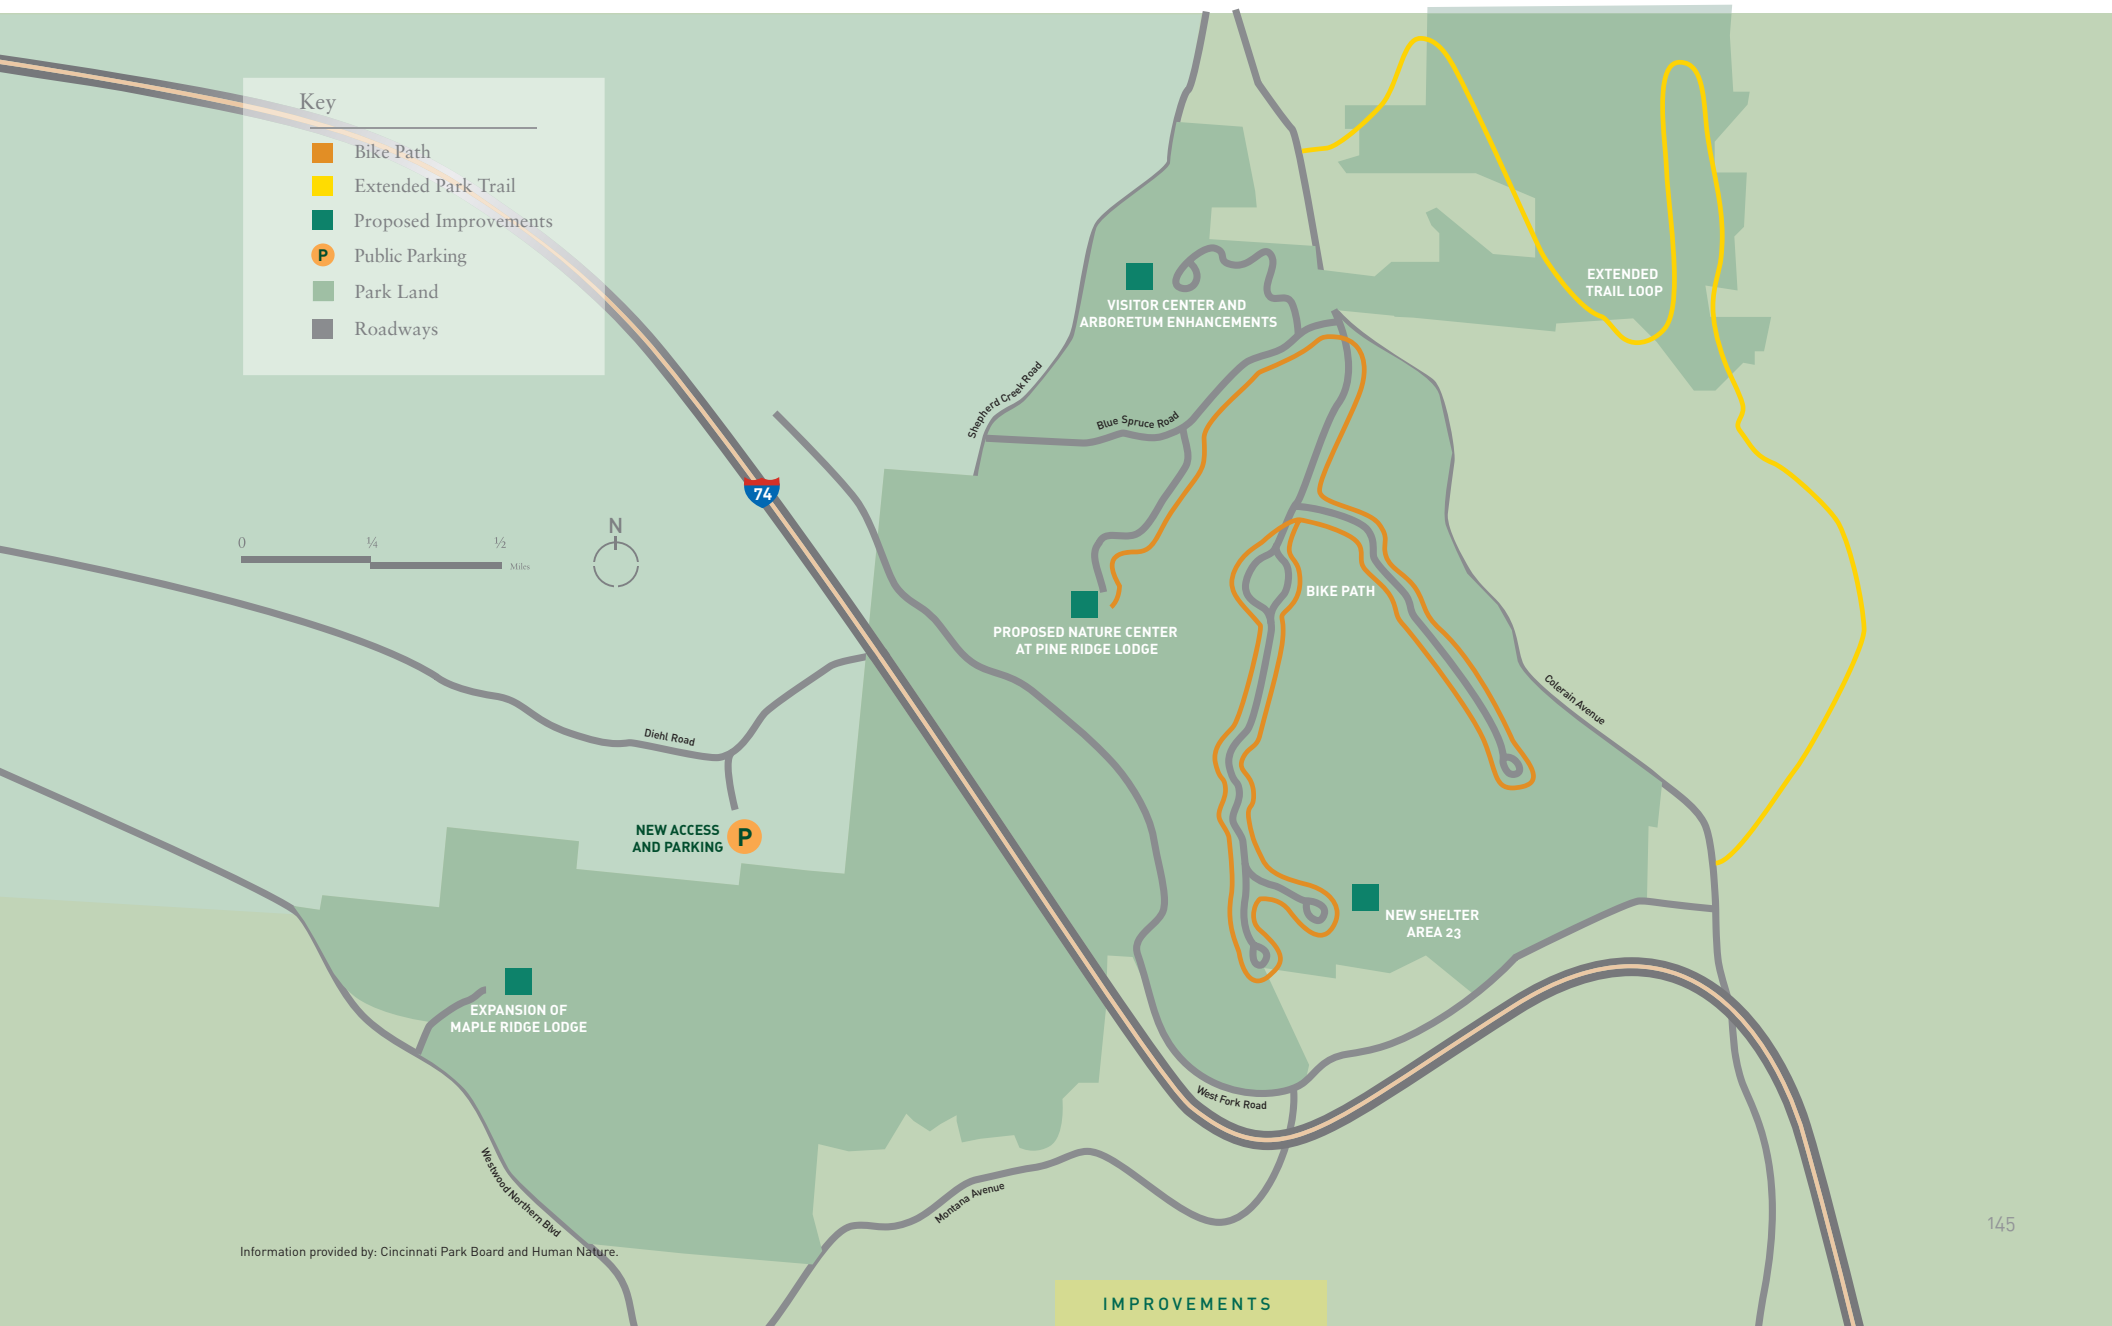 Key
Bike Path
Extended Park Trail
Proposed Improvements
P Public Parking
Park Land
Roadways
EXTENDED
TRAIL LOOP
VISITOR CENTER AND
ARBORETUM ENHANCEMENTS
Shepherd Creek Road
Blue Spruce Road
74
N
0 ¼ ½
Miles
BIKE PATH
PROPOSED NATURE CENTER
AT PINE RIDGE LODGE
Colerain Avenue
Diehl Road
NEW ACCESS
AND PARKING
P
NEW SHELTER
AREA 23
EXPANSION OF
MAPLE RIDGE LODGE
West Fork Road
Westwood Northern Blvd
Montana Avenue
145
Information provided by: Cincinnati Park Board and Human Nature.
IMPROVEMENTS